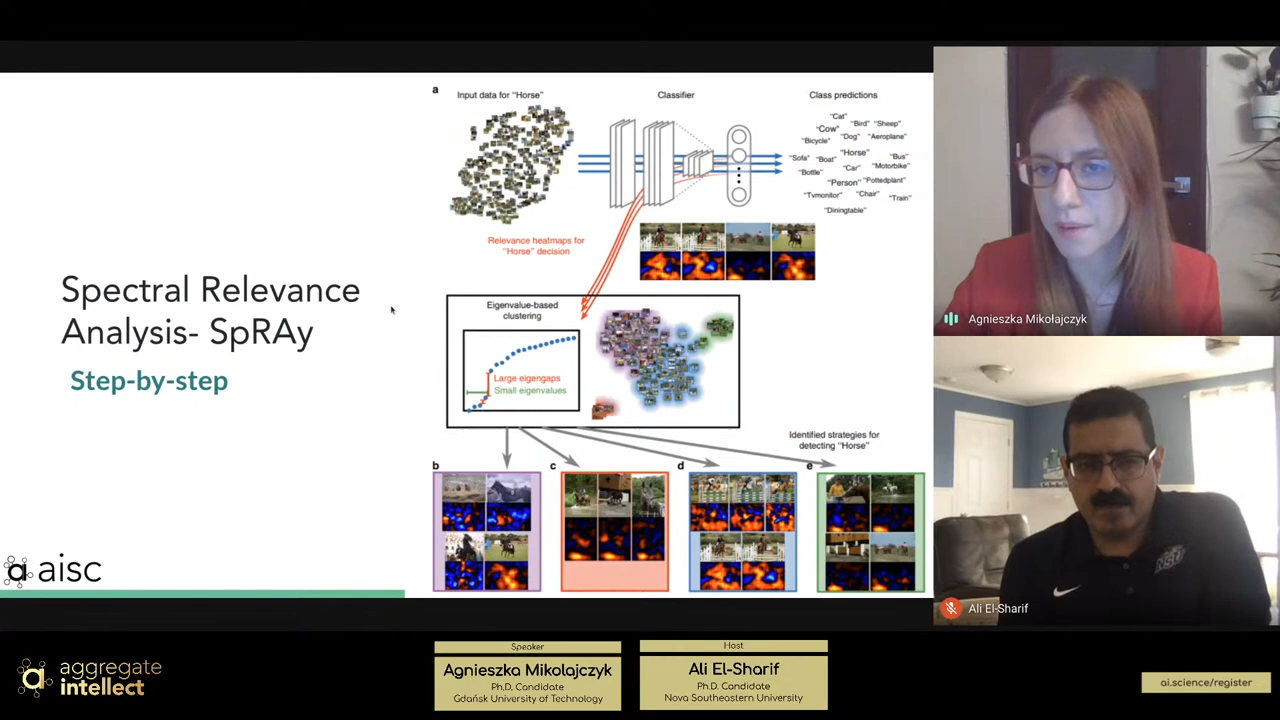 Spectral Relevance
Analysis- SpRAy
Step-by-step
a aisc
a
Input data for "Horse"
Classifier
Class predictions
"Cat"
"Bird" "Sheep"
"Cow"
"Dog" "Aeroplane"
"Bicycle"
"Horse"
"Sofa" "Boat" "Bus"
"Car" "Motorbike"
"Bottle"
"Person" "Pottedplant"
"Tvmonitor" "Chair" "Train"
"Diningtable"
Relevance heatmaps for
"Horse" decision
Eigenvalue-based
clustering
Large eigengaps
Small eigenvalues
Identified strategies for
detecting "Horse"
b
c
d
e
Agnieszka Mikołajczyk
Ali El-Sharif
NSU
a aggregate
intellect
Speaker
Agnieszka Mikolajczyk
Ph.D. Candidate
Gdańsk University of Technology
Host
Ali El-Sharif
Ph.D. Candidate
Nova Southeastern University
ai.science/register